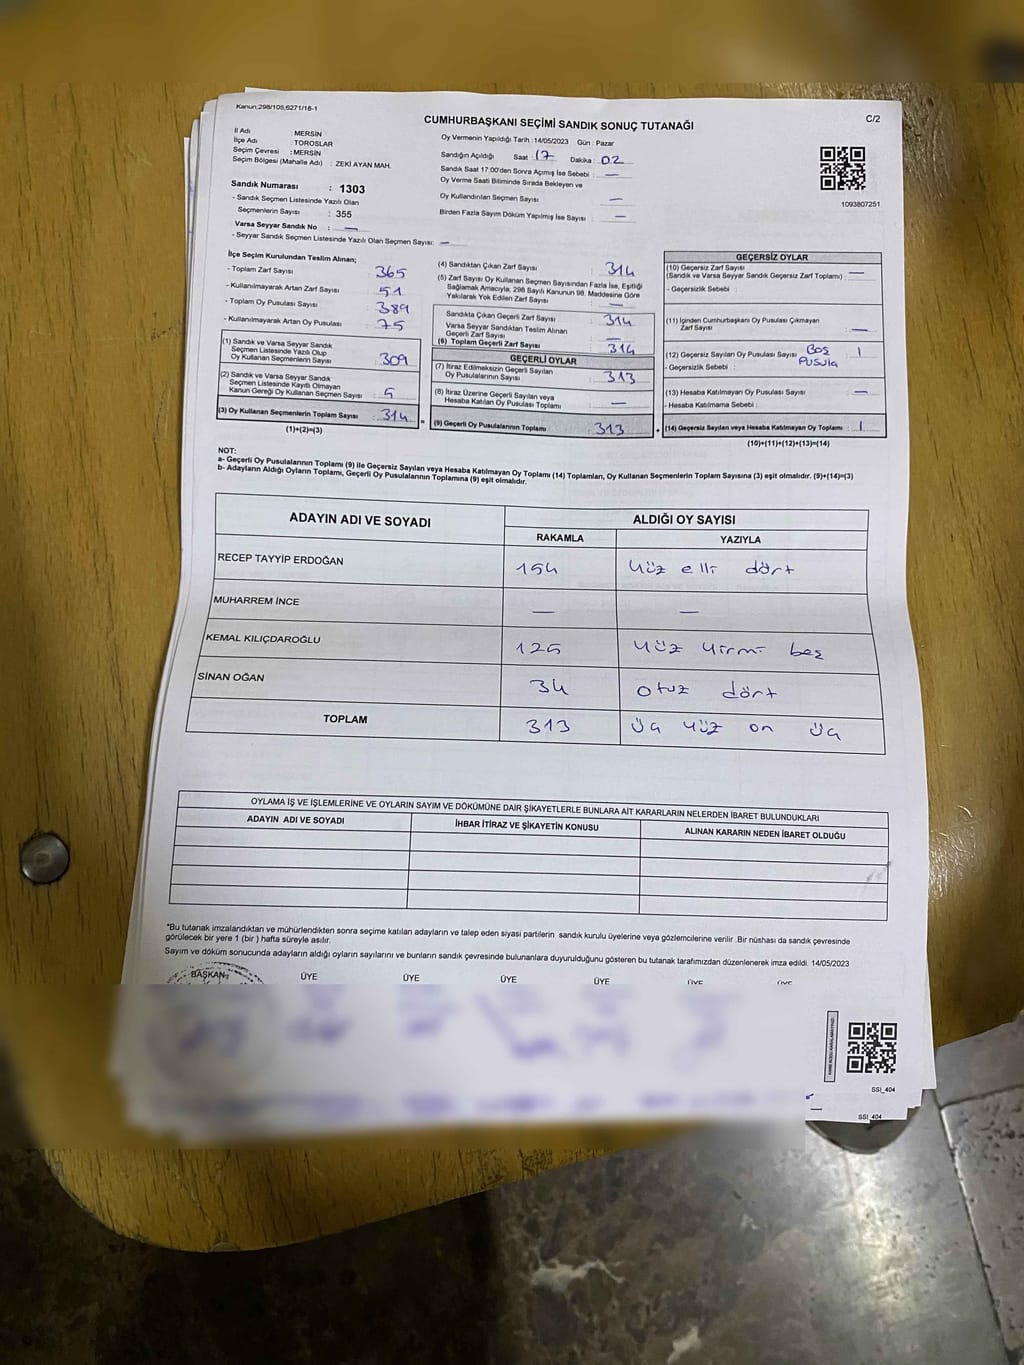 Kanun;298/105,6271/18-1
CUMHURBAŞKANI SEÇİMİ SANDIK SONUÇ TUTANAĞI
C/2
İl Adı : MERSİN
İlçe Adı : TOROSLAR
Seçim Çevresi : MERSİN
Seçim Bölgesi (Mahalle Adı) : ZEKİ AYAN MAH.
Sandık Numarası : 1303
- Sandık Seçmen Listesinde Yazılı Olan
Seçmenlerin Sayısı : 355
Varsa Seyyar Sandık No : —
- Seyyar Sandık Seçmen Listesinde Yazılı Olan Seçmen Sayısı: —
Oy Vermenin Yapıldığı Tarih :14/05/2023 Gün : Pazar
Sandığın Açıldığı Saat : 17 Dakika : 02
Sandık Saat 17:00'den Sonra Açımış İse Sebebi : —
Oy Verme Saati Bitiminde Sırada Bekleyen ve
Oy Kullandırılan Seçmen Sayısı —
Birden Fazla Sayım Döküm Yapılmış İse Sayısı : —
1093807251
İlçe Seçim Kurulundan Teslim Alınan;
- Toplam Zarf Sayısı 365
- Kullanılmayarak Artan Zarf Sayısı 51
- Toplam Oy Pusulası Sayısı 389
- Kullanılmayarak Artan Oy Pusulası 75
(1) Sandık ve Varsa Seyyar Sandık
Seçmen Listesinde Yazılı Olup
Oy Kullanan Seçmenlerin Sayısı 309
(2) Sandık ve Varsa Seyyar Sandık
Seçmen Listesinde Kayıtlı Olmayan
Kanun Gereği Oy Kullanan Seçmen Sayısı 5
(3) Oy Kullanan Seçmenlerin Toplam Sayısı 314
(1)+(2)=(3)
(4) Sandıktan Çıkan Zarf Sayısı 314
(5) Zarf Sayısı Oy Kullanan Seçmen Sayısından Fazla İse, Eşitliği
Sağlamak Amacıyla, 298 Sayılı Kanunun 98. Maddesine Göre
Yakılarak Yok Edilen Zarf Sayısı —
Sandıkta Çıkan Geçerli Zarf Sayısı : 314
Varsa Seyyar Sandıktan Teslim Alınan
Geçerli Zarf Sayısı : —
(6) Toplam Geçerli Zarf Sayısı : 314
GEÇERLİ OYLAR
(7) İtiraz Edilmeksizin Geçerli Sayılan
Oy Pusulalarının Sayısı : 313
(8) İtiraz Üzerine Geçerli Sayılan veya
Hesaba Katılan Oy Pusulası Toplamı : —
= (9) Geçerli Oy Pusulalarının Toplamı : 313
GEÇERSİZ OYLAR
(10) Geçersiz Zarf Sayısı
(Sandık ve Varsa Seyyar Sandık Geçersiz Zarf Toplamı) : —
- Geçersizlik Sebebi :
(11) İçinden Cumhurbaşkanı Oy Pusulası Çıkmayan
Zarf Sayısı : —
(12) Geçersiz Sayılan Oy Pusulası Sayısı BOŞ : 1
- Geçersizlik Sebebi : PUSULA
(13) Hesaba Katılmayan Oy Pusulası Sayısı : —
- Hesaba Katılmama Sebebi :
+ (14) Geçersiz Sayılan veya Hesaba Katılmayan Oy Toplamı : 1
(10)+(11)+(12)+(13)=(14)
NOT:
a- Geçerli Oy Pusulasının Toplamı (9) ile Geçersiz Sayılan veya Hesaba Katılmayan Oy Toplamı (14) Toplamları, Oy Kullanan Seçmenlerin Toplam Sayısına (3) eşit olmalıdır. (9)+(14)=(3)
b- Adayların Aldığı Oyların Toplamı, Geçerli Oy Pusulalarının Toplamına (9) eşit olmalıdır.
ADAYIN ADI VE SOYADI
ALDIĞI OY SAYISI
RAKAMLA YAZIYLA
RECEP TAYYİP ERDOĞAN 154 Yüz elli dört
MUHARREM İNCE — —
KEMAL KILIÇDAROĞLU 125 Yüz Yirmi beş
SİNAN OĞAN 34 otuz dört
TOPLAM 313 Üç yüz on üç
OYLAMA İŞ VE İŞLEMLERİNE VE OYLARIN SAYIM VE DÖKÜMÜNE DAİR ŞİKAYETLERLE BUNLARA AİT KARARLARIN NELERDEN İBARET BULUNDUKLARI
ADAYIN ADI VE SOYADI İHBAR İTİRAZ VE ŞİKAYETİN KONUSU ALINAN KARARIN NEDEN İBARET OLDUĞU
*Bu tutanak imzalandıktan ve mühürlendikten sonra seçime katılan adayların ve talep eden siyasi partilerin sandık kurulu üyelerine veya gözlemcilerine verilir .Bir nüshası da sandık çevresinde
görülecek bir yere 1 (bir ) hafta süreyle asılır.
Sayım ve döküm sonucunda adayların aldığı oyların sayılarını ve bunların sandık çevresinde bulunanlara duyurulduğunu gösteren bu tutanak tarafımızdan düzenlenerek imza edildi. 14/05/2023
BAŞKAN ÜYE ÜYE ÜYE ÜYE ÜYE ÜYE
SSI_404
SSI_404